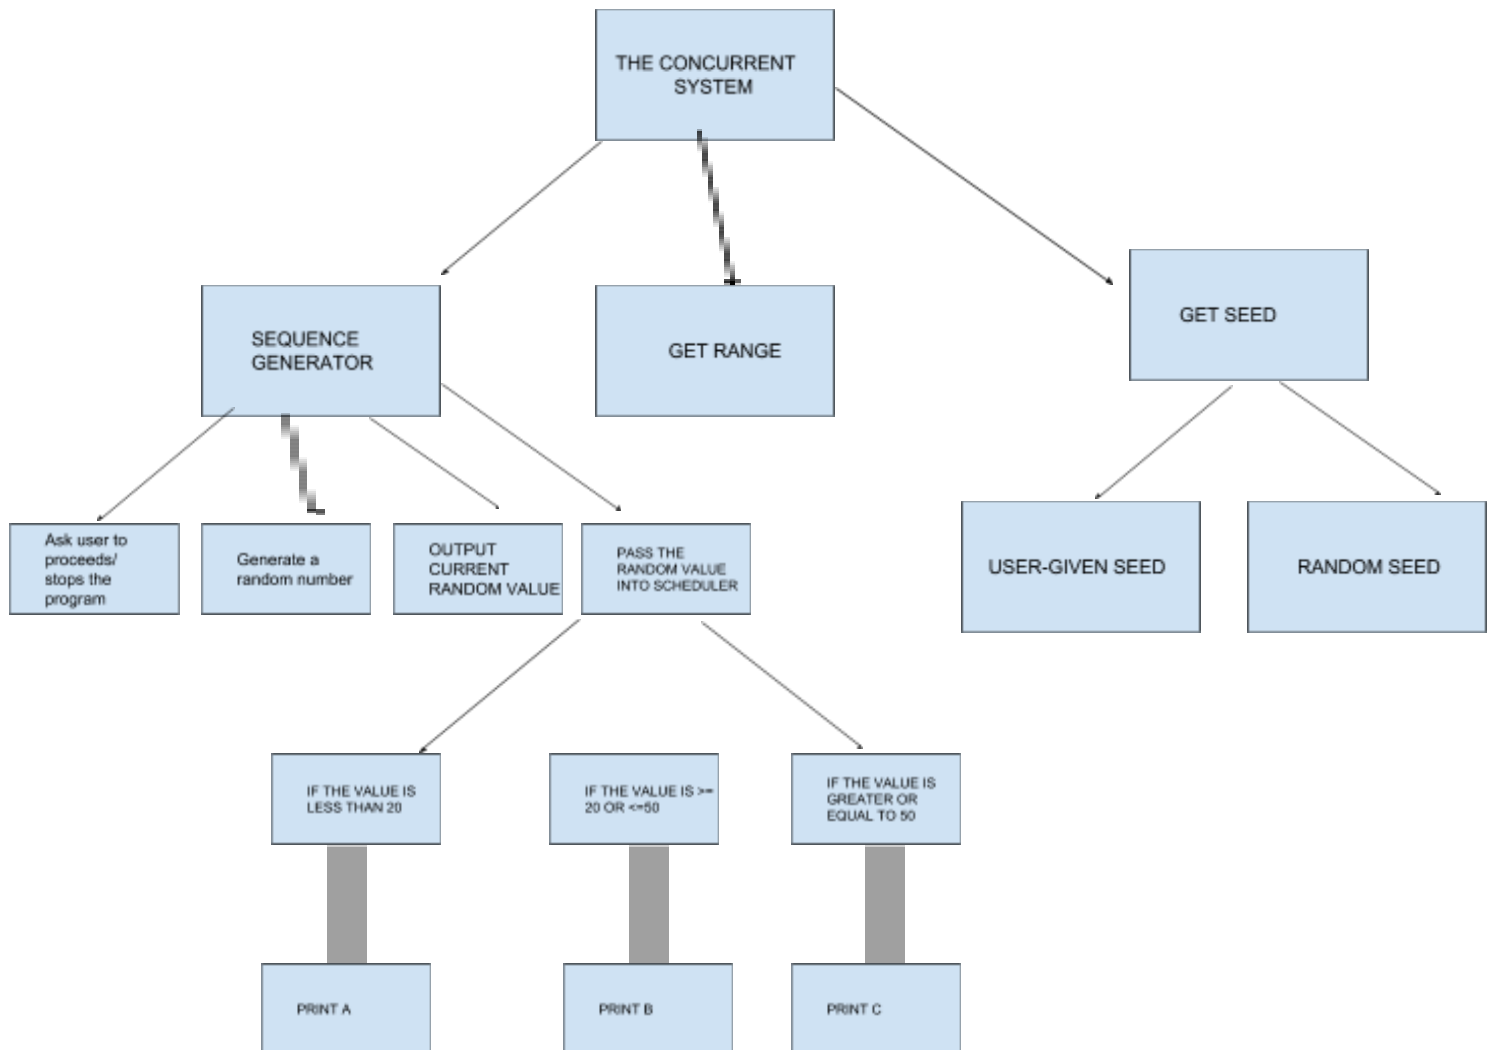 THE CONCURRENT
SYSTEM
SEQUENCE
GENERATOR
GET RANGE
GET SEED
Ask user to
proceeds/
stops the
program
Generate a
random number
OUTPUT
CURRENT
RANDOM VALUE
PASS THE
RANDOM VALUE
INTO SCHEDULER
USER-GIVEN SEED
RANDOM SEED
IF THE VALUE IS
LESS THAN 20
IF THE VALUE IS >=
20 OR <=50
IF THE VALUE IS
GREATER OR
EQUAL TO 50
PRINT A
PRINT B
PRINT C